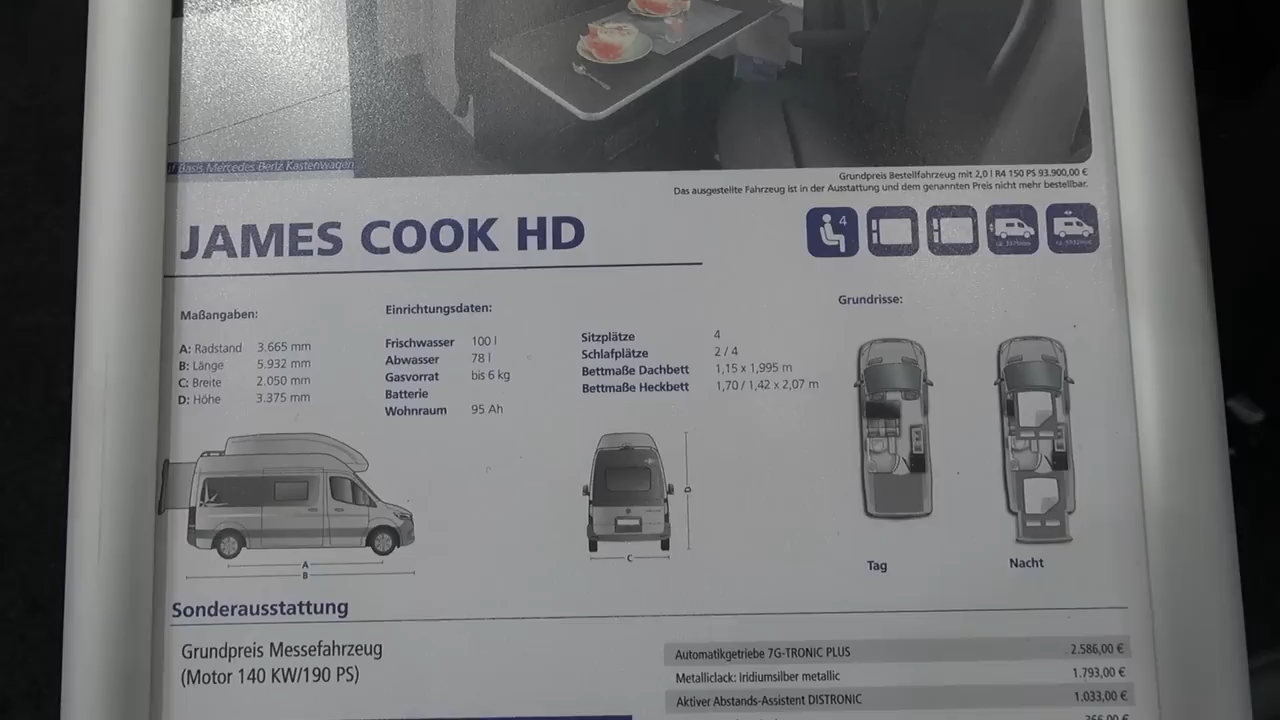 Basis Mercedes Benz Kastenwagen
Grundpreis Bestellfahrzeug mit 2,0 l R4 150 PS 93.900,00 €
Das ausgestellte Fahrzeug ist in der Ausstattung und dem genannten Preis nicht mehr bestellbar.
JAMES COOK HD
4
Maßangaben:
A: Radstand 3.665 mm
B: Länge 5.932 mm
C: Breite 2.050 mm
D: Höhe 3.375 mm
Einrichtungsdaten:
Frischwasser 100 l
Abwasser 78 l
Gasvorrat bis 6 kg
Batterie
Wohnraum 95 Ah
Sitzplätze 4
Schlafplätze 2 / 4
Bettmaße Dachbett 1,15 x 1,995 m
Bettmaße Heckbett 1,70 / 1,42 x 2,07 m
Grundrisse:
A
B
C
D
Tag
Nacht
Sonderausstattung
Grundpreis Messefahrzeug
(Motor 140 KW/190 PS)
Automatikgetriebe 7G-TRONIC PLUS 2.586,00 €
Metalliclack: Iridiumsilber metallic 1.793,00 €
Aktiver Abstands-Assistent DISTRONIC 1.033,00 €